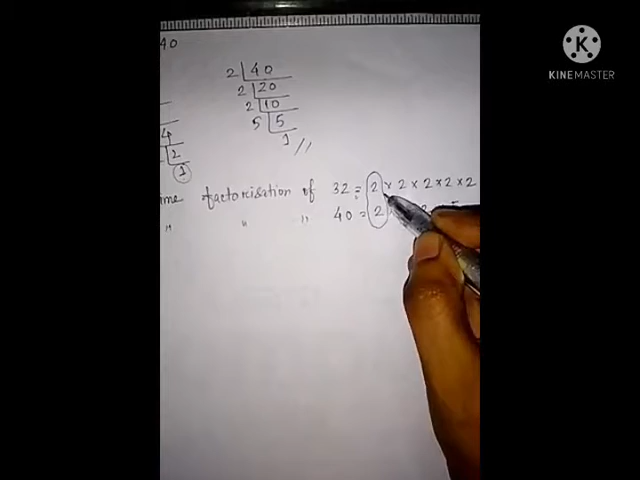 40
K
KINEMASTER
2 | 40
2 | 20
2 | 10
4
5 | 5
2
1 //
1
factorisation of 32 = 2 × 2 × 2 × 2 × 2
" " " 40 = 2